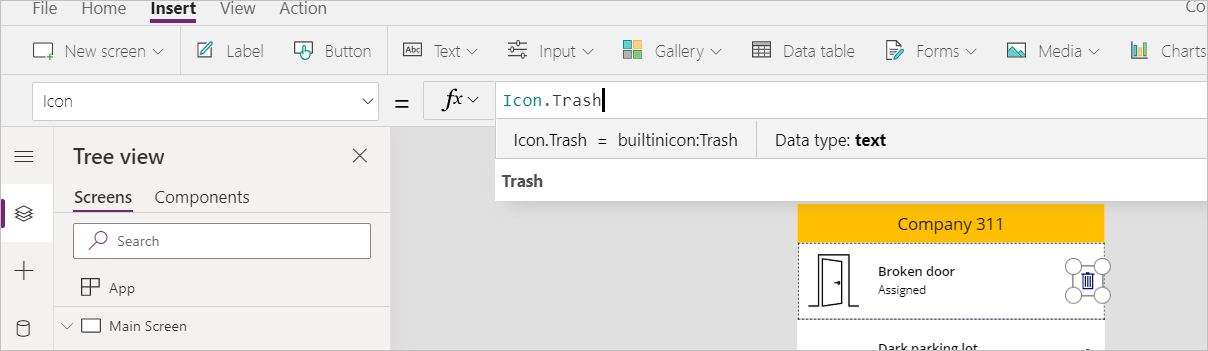 File Home Insert View Action Co
New screen Label Button Abc Text Input Gallery Data table Forms Media Charts
Icon = fx Icon.Trash
Icon.Trash = builtinicon:Trash Data type: text
Trash
Tree view
Screens Components
Search
App
Main Screen
Company 311
Broken door
Assigned
Dark parking lot